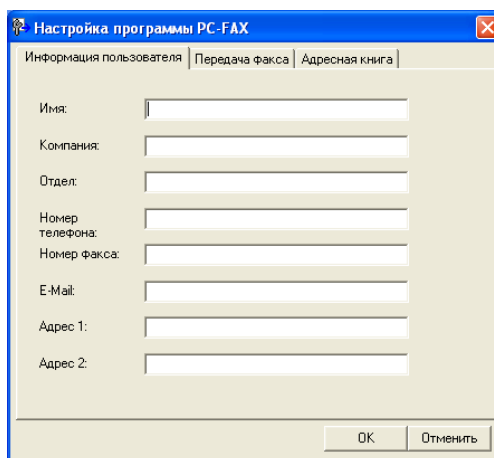 Настройка программы PC-FAX
Информация пользователя Передача факса Адресная книга
Имя:
Компания:
Отдел:
Номер
телефона:
Номер факса:
E-Mail:
Адрес 1:
Адрес 2:
OK Отменить